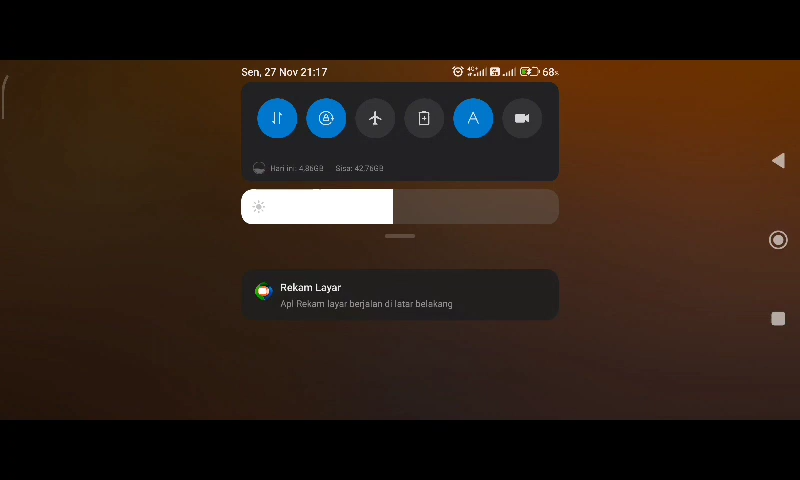 Sen, 27 Nov 21:17
4G+ 68%
A
Hari ini: 4,86GB Sisa: 42,76GB
Rekam Layar
Apl Rekam layar berjalan di latar belakang